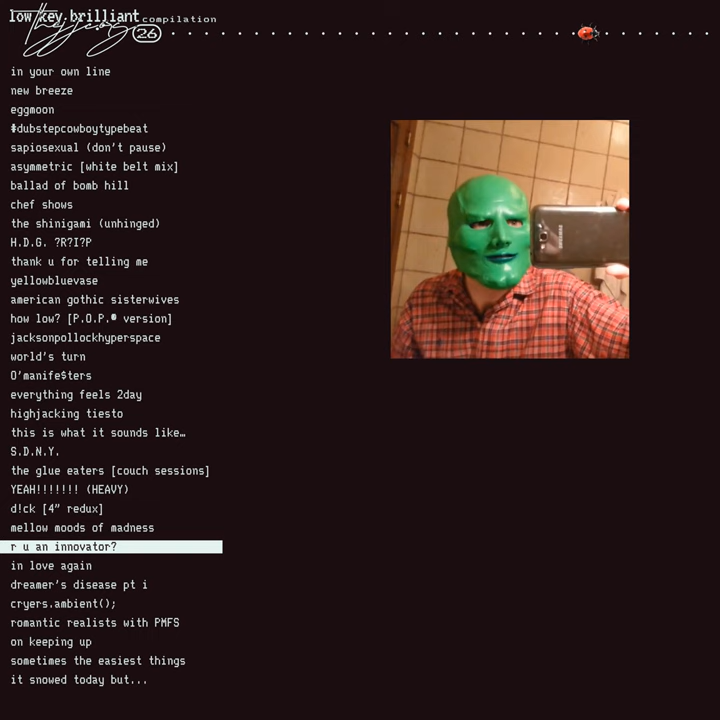 low key brilliant compilation
26
in your own line
new breeze
eggmoon
#dubstepcowboytypebeat
sapiosexual (don't pause)
asymmetric [white belt mix]
ballad of bomb hill
chef shows
the shinigami (unhinged)
H.D.G. ?R?I?P
thank u for telling me
yellowbluevase
american gothic sisterwives
how low? [P.O.P.® version]
jacksonpollockhyperspace
world's turn
O'manife$ters
everything feels 2day
highjacking tiesto
this is what it sounds like…
S.D.N.Y.
the glue eaters [couch sessions]
YEAH!!!!!!! (HEAVY)
d!ck [4" redux]
mellow moods of madness
r u an innovator?
in love again
dreamer's disease pt i
cryers.ambient();
romantic realists with PMFS
on keeping up
sometimes the easiest things
it snowed today but...
SAMSUNG